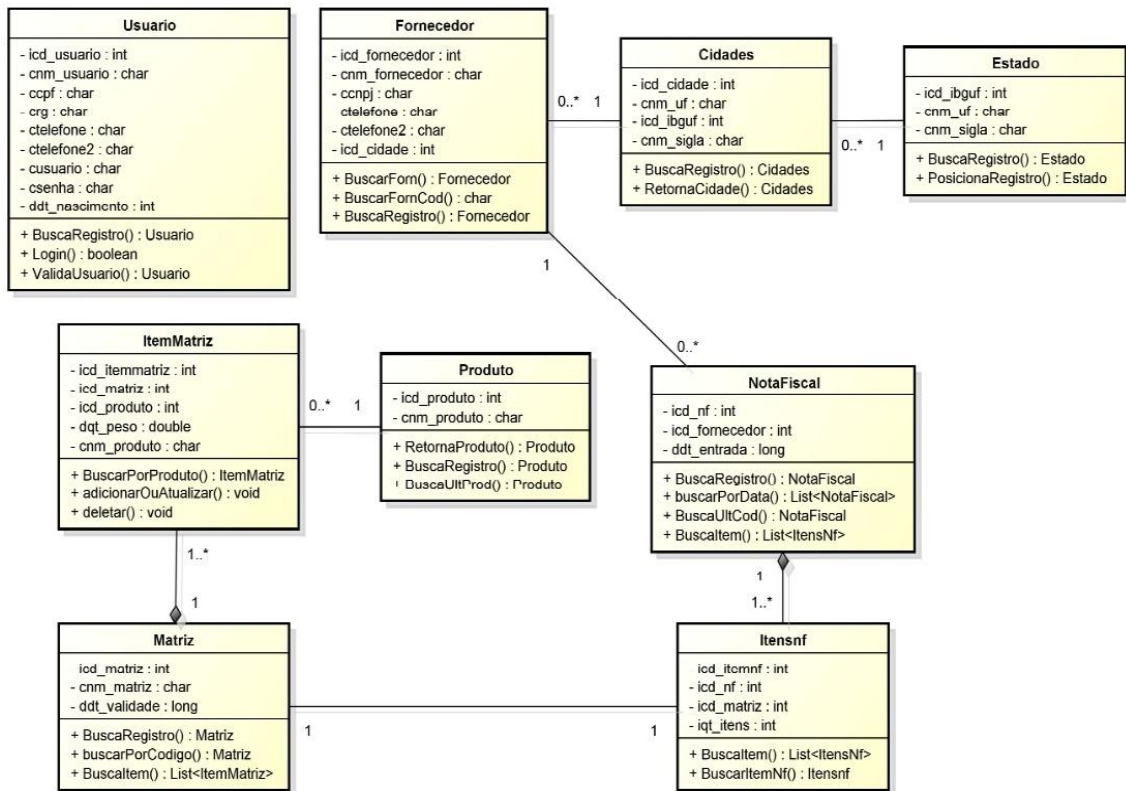 Usuario
- icd_usuario : int
- cnm_usuario : char
- ccpf : char
- crg : char
- ctelefone : char
- ctelefone2 : char
- cusuario : char
- csenha : char
- ddt_nascimento : int
+ BuscaRegistro() : Usuario
+ Login() : boolean
+ ValidaUsuario() : Usuario
Fornecedor
- icd_fornecedor : int
- cnm_fornecedor : char
- ccnpj : char
ctelefone : char
- ctelefone2 : char
- icd_cidade : int
+ BuscarForn() : Fornecedor
+ BuscarFornCod() : char
+ BuscaRegistro() : Fornecedor
0..* 1
Cidades
- icd_cidade : int
- cnm_uf : char
- icd_ibguf : int
- cnm_sigla : char
+ BuscaRegistro() : Cidades
+ RetornaCidade() : Cidades
0..* 1
Estado
- icd_ibguf : int
- cnm_uf : char
- cnm_sigla : char
+ BuscaRegistro() : Estado
+ PosicionaRegistro() : Estado
1
0..*
ItemMatriz
- icd_itemmatriz : int
- icd_matriz : int
- icd_produto : int
- dqt_peso : double
- cnm_produto : char
+ BuscarPorProduto() : ItemMatriz
+ adicionarOuAtualizar() : void
+ deletar() : void
0..* 1
Produto
- icd_produto : int
- cnm_produto : char
+ RetornaProduto() : Produto
+ BuscaRegistro() : Produto
+ BuscaUltProd() : Produto
NotaFiscal
- icd_nf : int
- icd_fornecedor : int
- ddt_entrada : long
+ BuscaRegistro() : NotaFiscal
+ buscarPorData() : List<NotaFiscal>
+ BuscaUltCod() : NotaFiscal
+ BuscaItem() : List<ItensNf>
1..*
1
1
1..*
Matriz
icd_matriz : int
- cnm_matriz : char
- ddt_validade : long
+ BuscaRegistro() : Matriz
+ buscarPorCodigo() : Matriz
+ BuscaItem() : List<ItemMatriz>
1 1
Itensnf
icd_itemnf : int
- icd_nf : int
- icd_matriz : int
- iqt_itens : int
+ BuscaItem() : List<ItensNf>
+ BuscarItemNf() : Itensnf